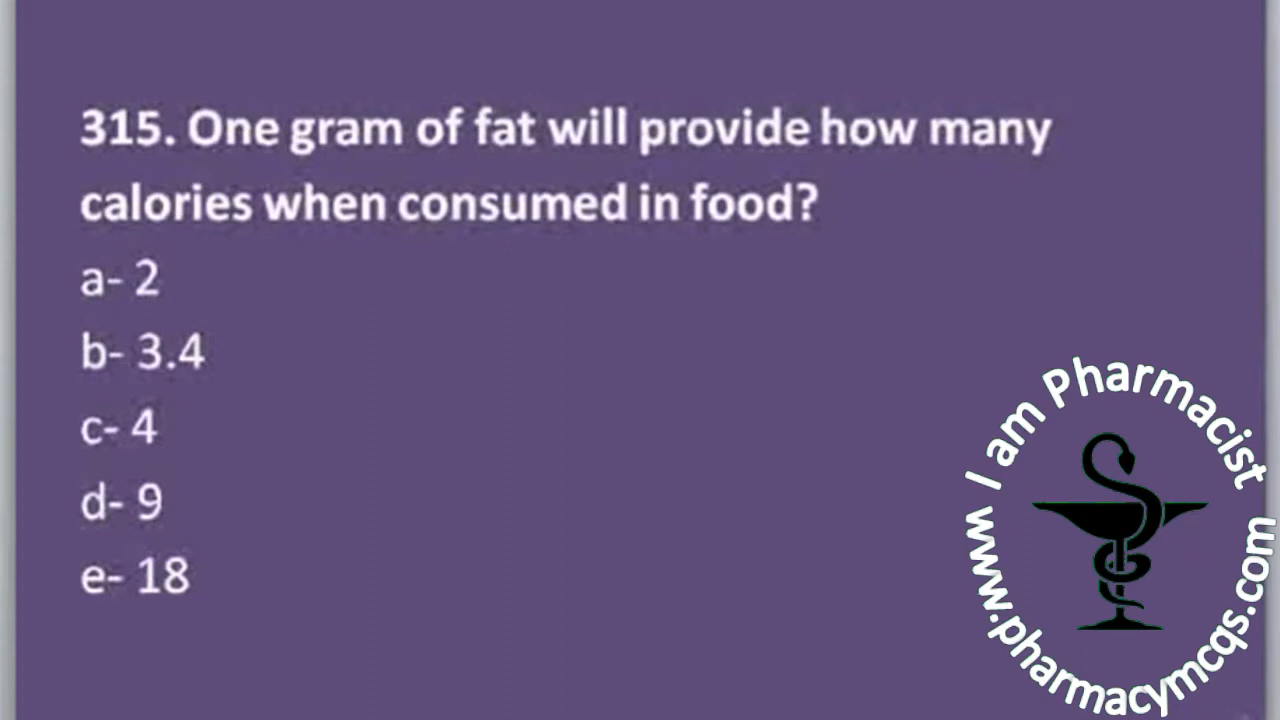 315. One gram of fat will provide how many
calories when consumed in food?
a- 2
b- 3.4
c- 4
d- 9
e- 18
I am Pharmacist
www.pharmacymcqs.com